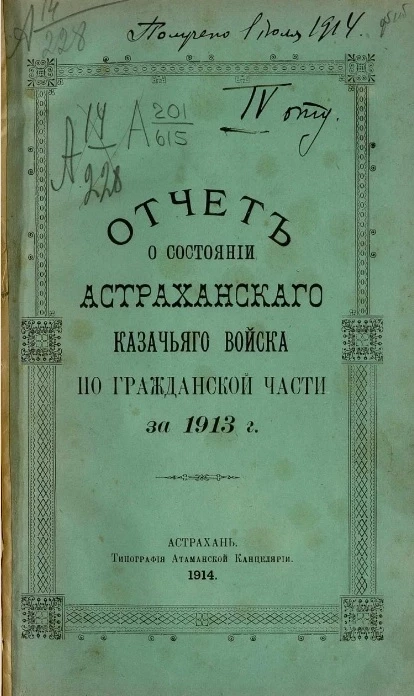 А 14
228
Получено 1 июля 1914.
14
А 228
А 201
615
IV отд.
ОТЧЕТЪ
О СОСТОЯНІИ
АСТРАХАНСКАГО
КАЗАЧЬЯГО ВОЙСКА
ПО ГРАЖДАНСКОЙ ЧАСТИ
за 1913 г.
АСТРАХАНЬ.
Типографія Атаманской Канцеляріи.
1914.